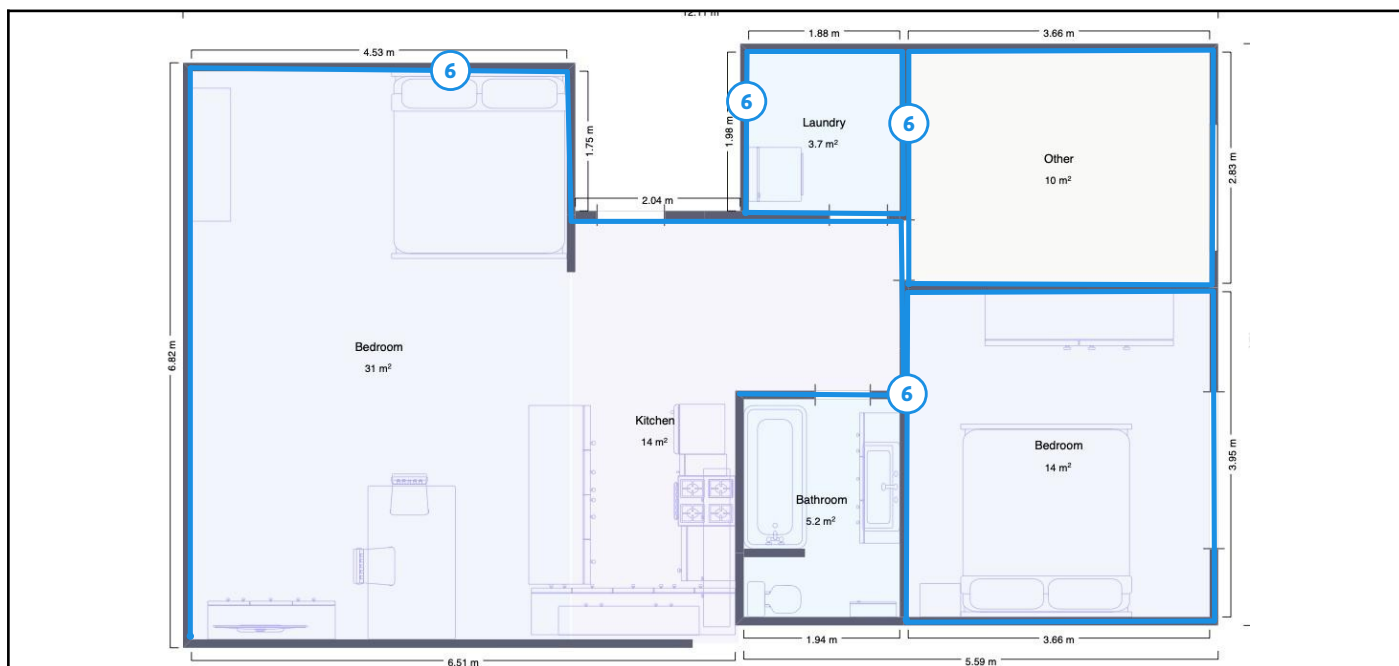 12.11 m
1.88 m
3.66 m
4.53 m
6
6
6
1.75 m
1.98 m
Laundry
3.7 m²
Other
10 m²
2.83 m
2.04 m
6.82 m
Bedroom
31 m²
6
Kitchen
14 m²
Bedroom
14 m²
3.95 m
Bathroom
5.2 m²
1.94 m
3.66 m
6.51 m
5.59 m